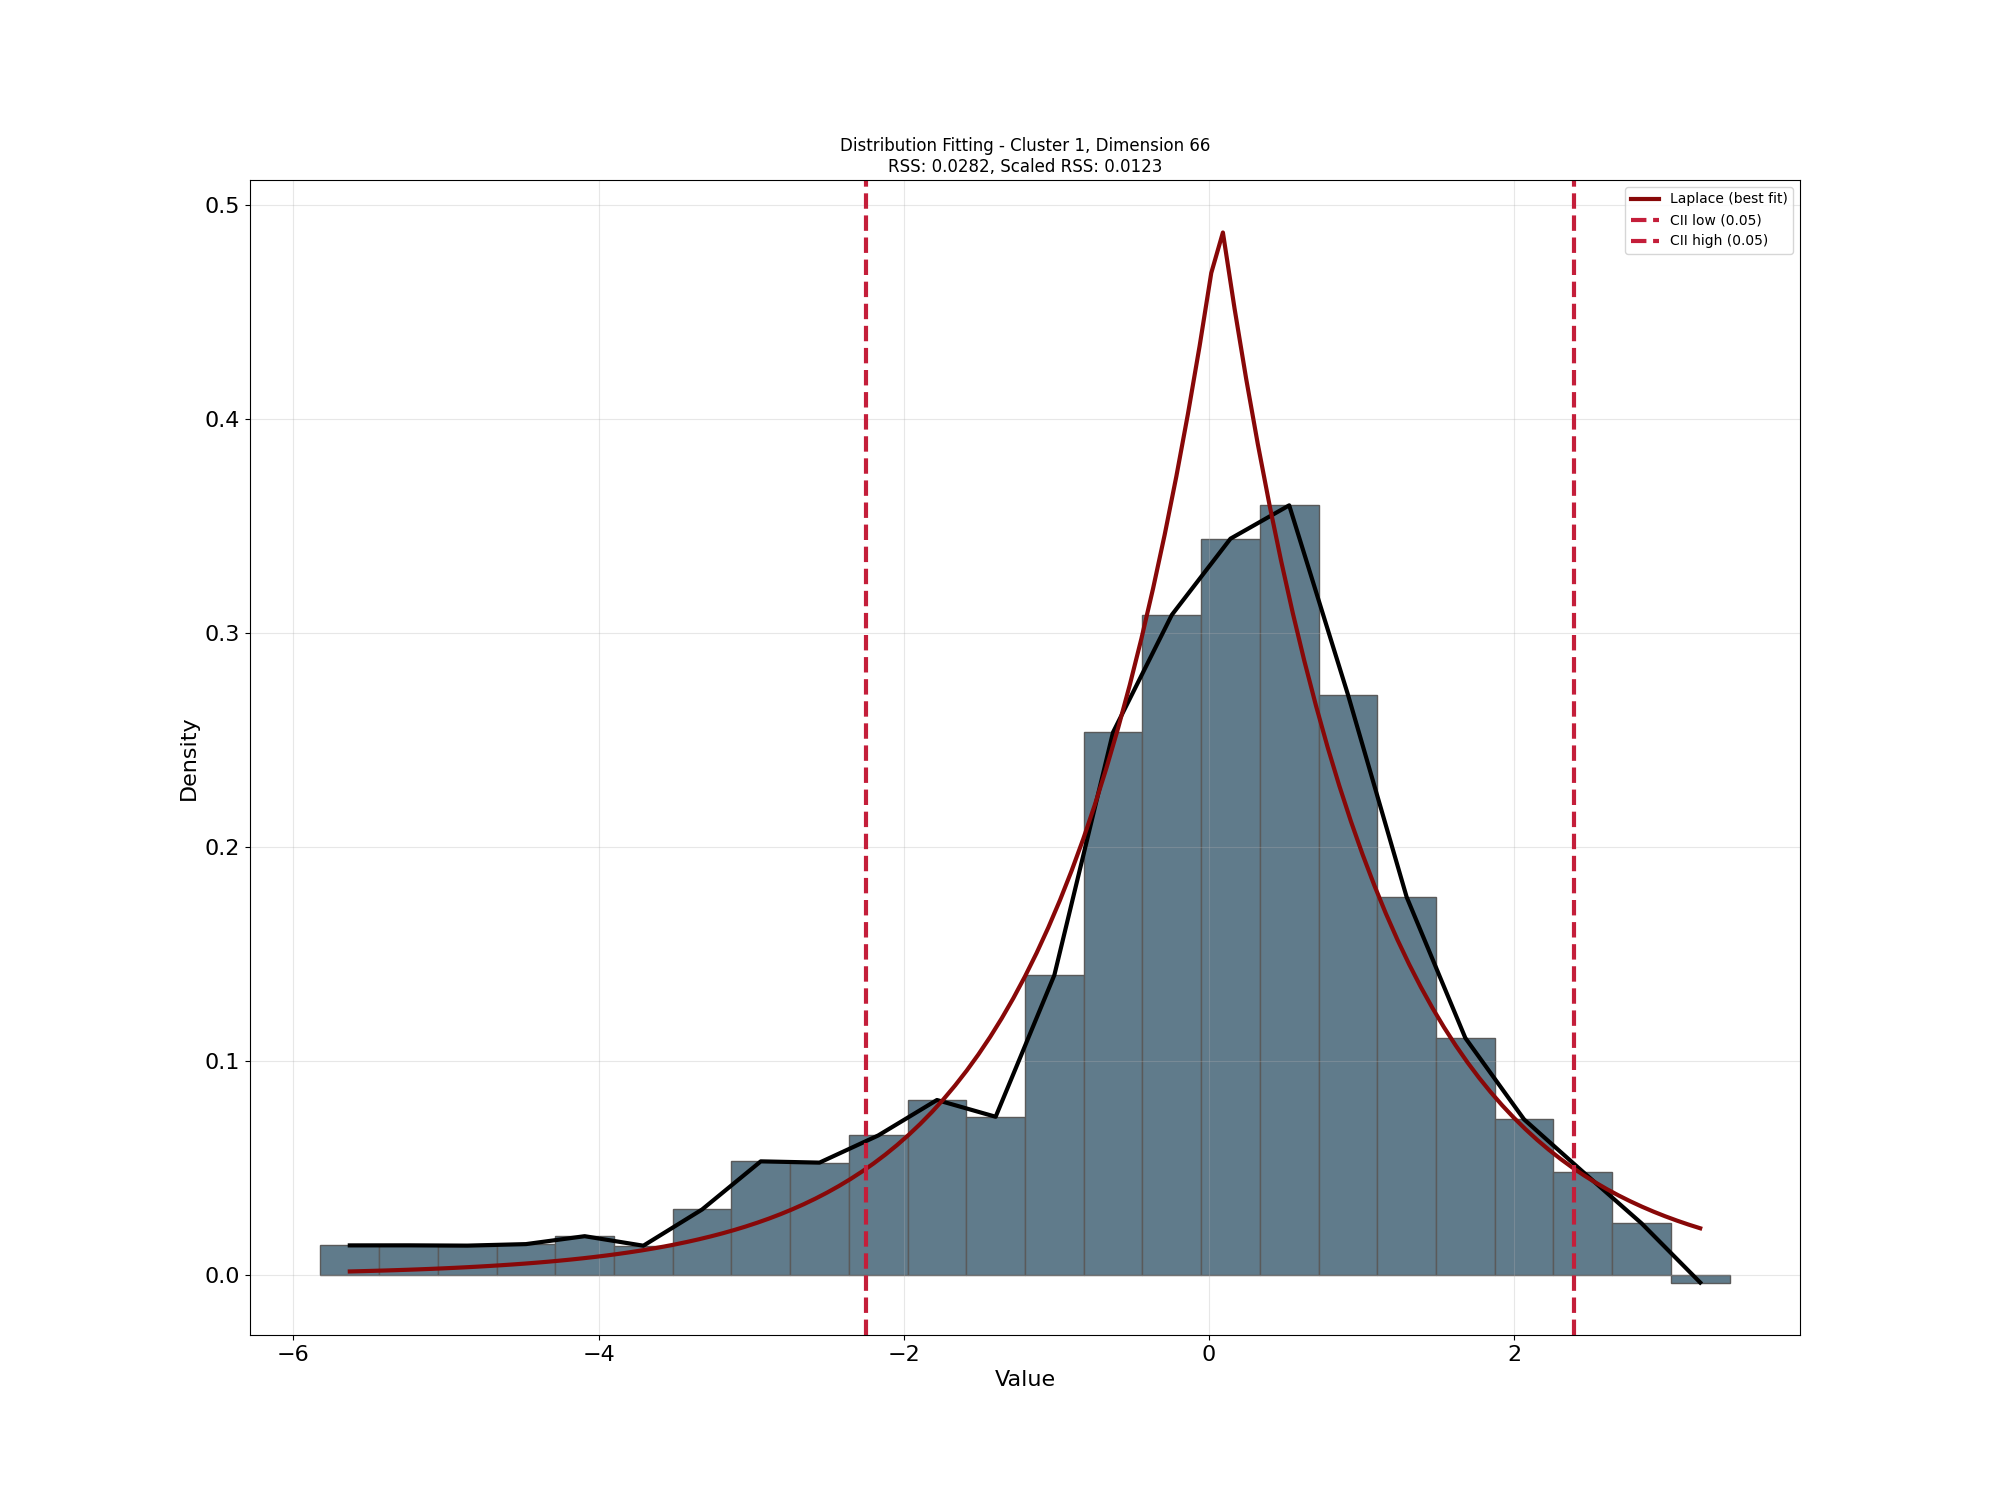 Distribution Fitting - Cluster 1, Dimension 66
RSS: 0.0282, Scaled RSS: 0.0123
Laplace (best fit)
CII low (0.05)
CII high (0.05)
0.5
0.4
0.3
0.2
0.1
0.0
Density
−6 −4 −2 0 2
Value